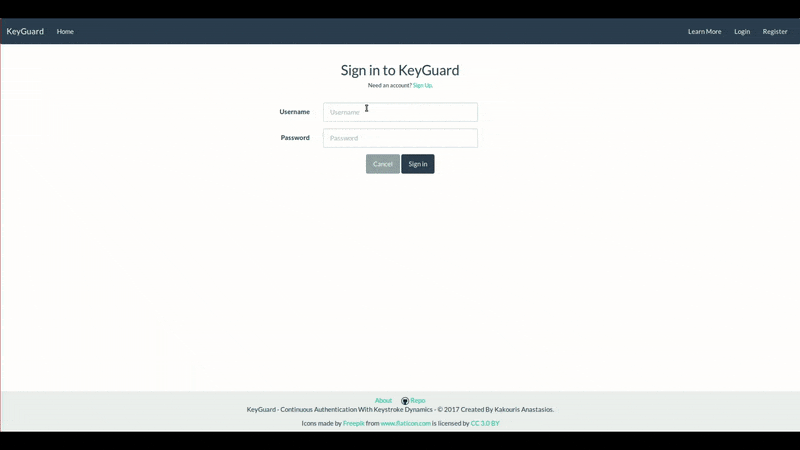 KeyGuard Home Learn More Login Register
Sign in to KeyGuard
Need an account? Sign Up.
Username Username
Password Password
Cancel Sign in
About Repo
KeyGuard - Continuous Authentication With Keystroke Dynamics - © 2017 Created By Kakouris Anastasios.
Icons made by Freepik from www.flaticon.com is licensed by CC 3.0 BY